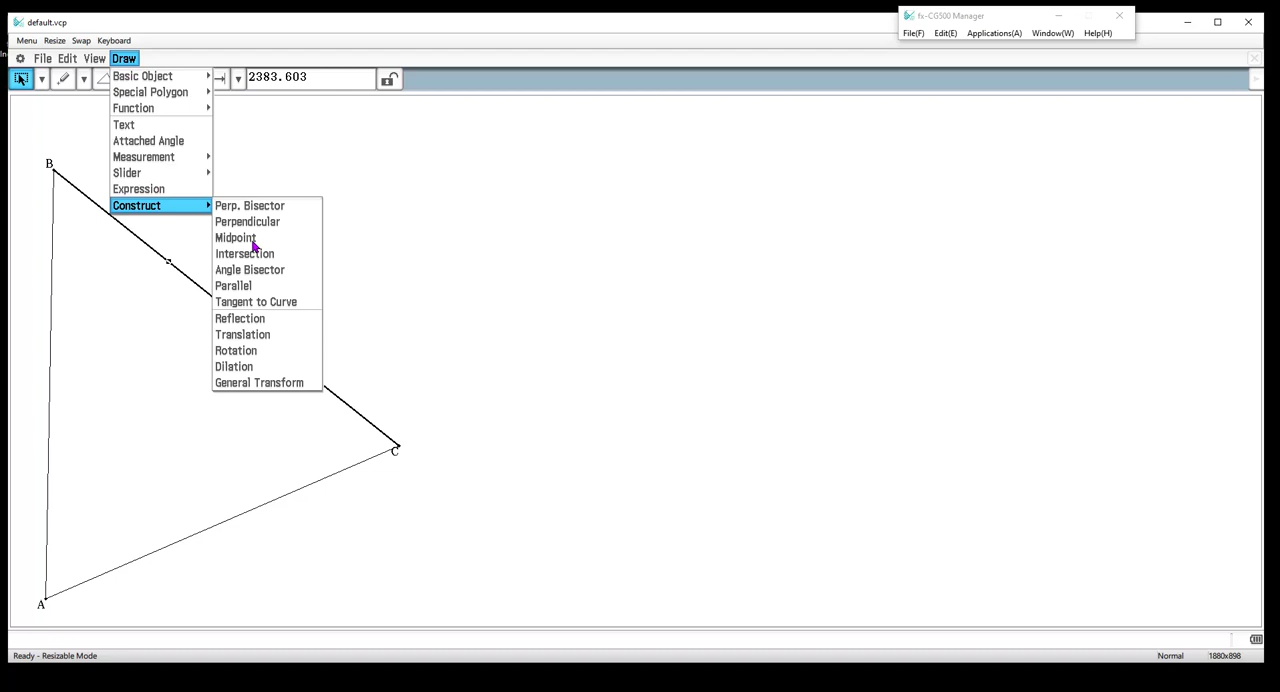 default.vcp
fx-CG500 Manager
File(F) Edit(E) Applications(A) Window(W) Help(H)
Menu Resize Swap Keyboard
File Edit View Draw
2383.603
Basic Object
Special Polygon
Function
Text
Attached Angle
Measurement
Slider
Expression
Construct
Perp. Bisector
Perpendicular
Midpoint
Intersection
Angle Bisector
Parallel
Tangent to Curve
Reflection
Translation
Rotation
Dilation
General Transform
B
C
A
Ready - Resizable Mode
Normal 1880x898